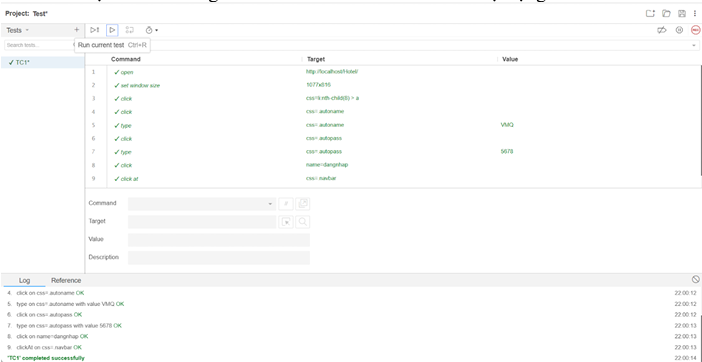 Project: Test*
Tests
Search tests...
Run current test Ctrl+R
TC1*
Command Target Value
1 open http://localhost/Hotel/
2 set window size 1077x816
3 click css=li:nth-child(8) > a
4 click css=.autoname
5 type css=.autoname VMQ
6 click css=.autopass
7 type css=.autopass 5678
8 click name=dangnhap
9 click at css=.navbar
Command
Target
Value
Description
Log Reference
4. click on css=.autoname OK 22:00:12
5. type on css=.autoname with value VMQ OK 22:00:12
6. click on css=.autopass OK 22:00:12
7. type on css=.autopass with value 5678 OK 22:00:13
8. click on name=dangnhap OK 22:00:13
9. clickAt on css=.navbar OK 22:00:13
'TC1' completed successfully 22:00:14